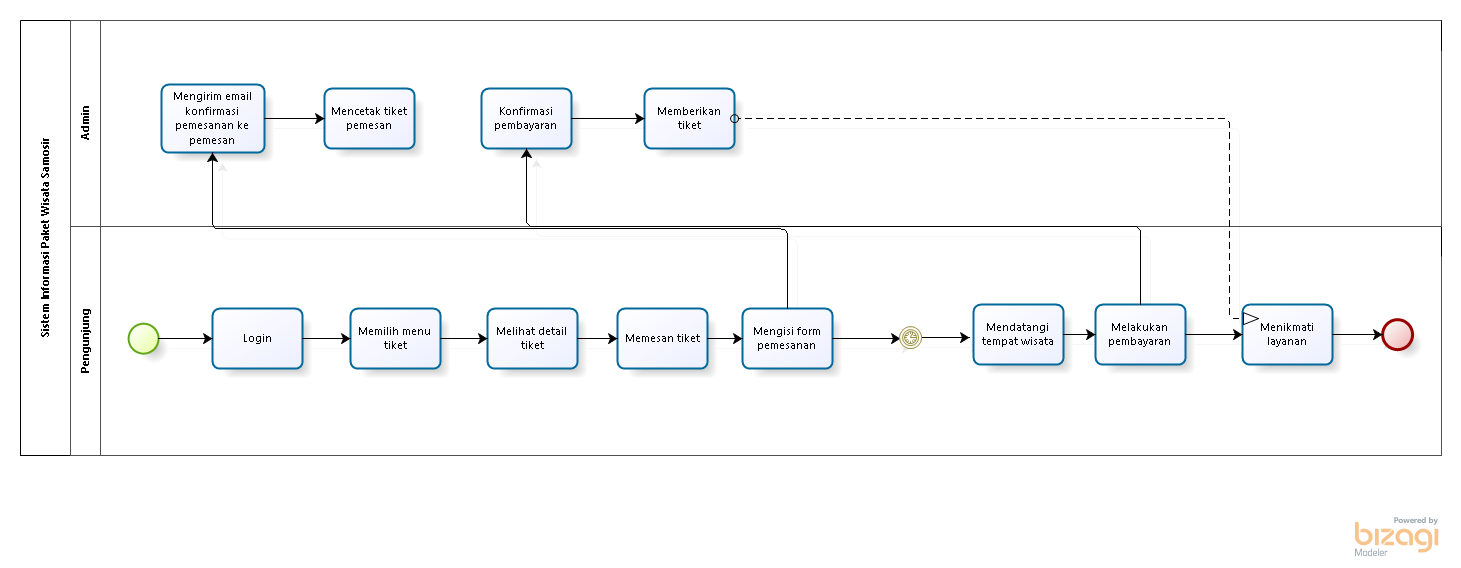 Sistem Informasi Paket Wisata Samosir
Admin
Mengirim email
konfirmasi
pemesanan ke
pemesan
Mencetak tiket
pemesan
Konfirmasi
pembayaran
Memberikan
tiket
Pengunjung
Login
Memilih menu
tiket
Melihat detail
tiket
Memesan tiket
Mengisi form
pemesanan
Mendatangi
tempat wisata
Melakukan
pembayaran
Menikmati
layanan
Powered by
bizagi
Modeler